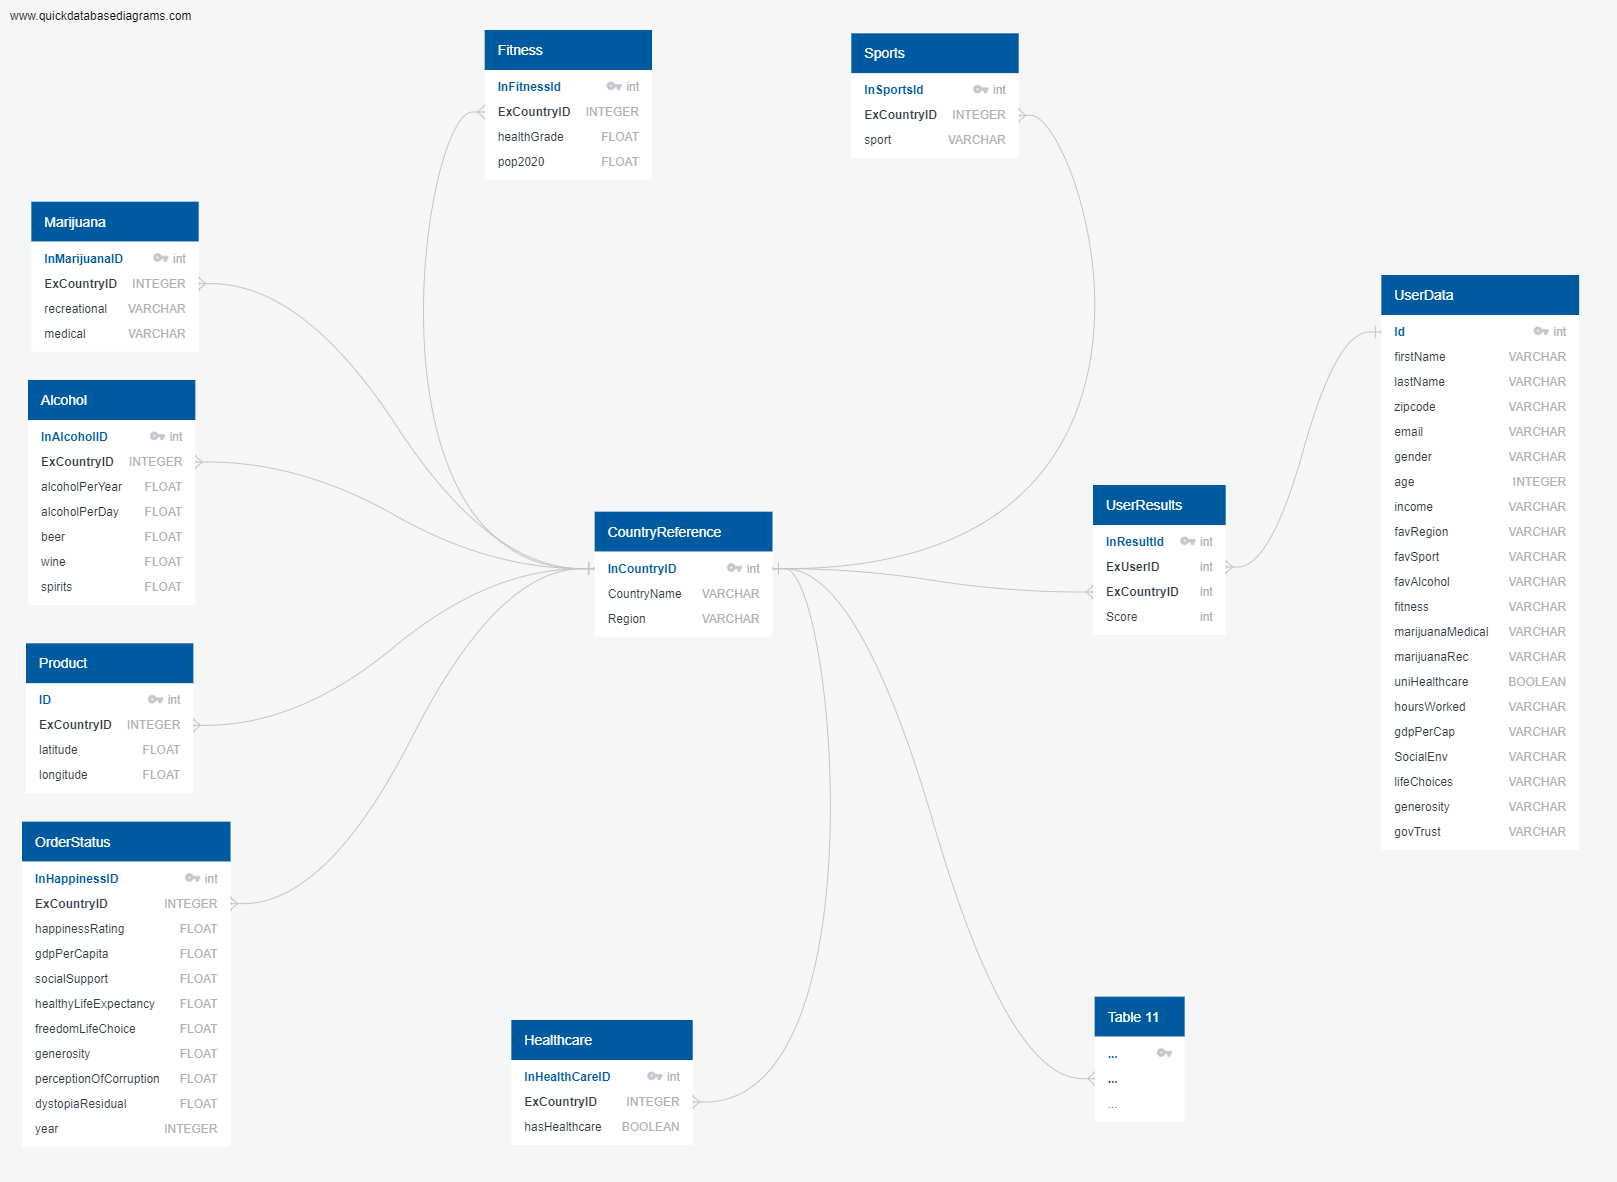 www.quickdatabasediagrams.com
Fitness
InFitnessId int
ExCountryID INTEGER
healthGrade FLOAT
pop2020 FLOAT
Sports
InSportsId int
ExCountryID INTEGER
sport VARCHAR
Marijuana
InMarijuanaID int
ExCountryID INTEGER
recreational VARCHAR
medical VARCHAR
Alcohol
InAlcoholID int
ExCountryID INTEGER
alcoholPerYear FLOAT
alcoholPerDay FLOAT
beer FLOAT
wine FLOAT
spirits FLOAT
Product
ID int
ExCountryID INTEGER
latitude FLOAT
longitude FLOAT
OrderStatus
InHappinessID int
ExCountryID INTEGER
happinessRating FLOAT
gdpPerCapita FLOAT
socialSupport FLOAT
healthyLifeExpectancy FLOAT
freedomLifeChoice FLOAT
generosity FLOAT
perceptionOfCorruption FLOAT
dystopiaResidual FLOAT
year INTEGER
CountryReference
InCountryID int
CountryName VARCHAR
Region VARCHAR
Healthcare
InHealthCareID int
ExCountryID INTEGER
hasHealthcare BOOLEAN
UserResults
InResultId int
ExUserID int
ExCountryID int
Score int
UserData
Id int
firstName VARCHAR
lastName VARCHAR
zipcode VARCHAR
email VARCHAR
gender VARCHAR
age INTEGER
income VARCHAR
favRegion VARCHAR
favSport VARCHAR
favAlcohol VARCHAR
fitness VARCHAR
marijuanaMedical VARCHAR
marijuanaRec VARCHAR
uniHealthcare BOOLEAN
hoursWorked VARCHAR
gdpPerCap VARCHAR
SocialEnv VARCHAR
lifeChoices VARCHAR
generosity VARCHAR
govTrust VARCHAR
Table 11
...
...
...